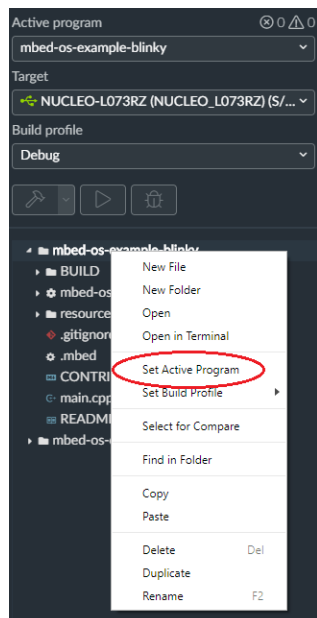 Active program 0 0
mbed-os-example-blinky
Target
NUCLEO-L073RZ (NUCLEO_L073RZ) (S/...
Build profile
Debug
mbed-os-example-blinky
BUILD
mbed-os
resource
.gitignor
.mbed
CONTRI
main.cpp
READM
mbed-os-
New File
New Folder
Open
Open in Terminal
Set Active Program
Set Build Profile
Select for Compare
Find in Folder
Copy
Paste
Delete Del
Duplicate
Rename F2